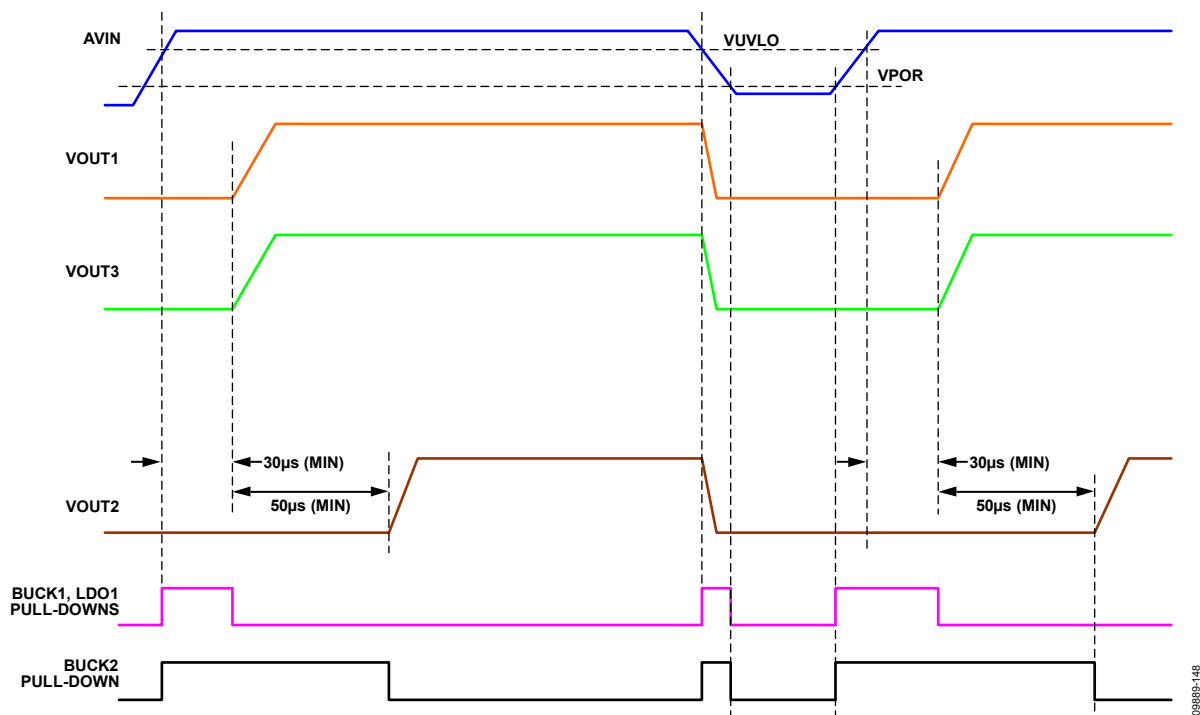 AVIN
VUVLO
VPOR
VOUT1
VOUT3
30µs (MIN)
30µs (MIN)
VOUT2
50µs (MIN)
50µs (MIN)
BUCK1, LDO1
PULL-DOWNS
BUCK2
PULL-DOWN
09889-148